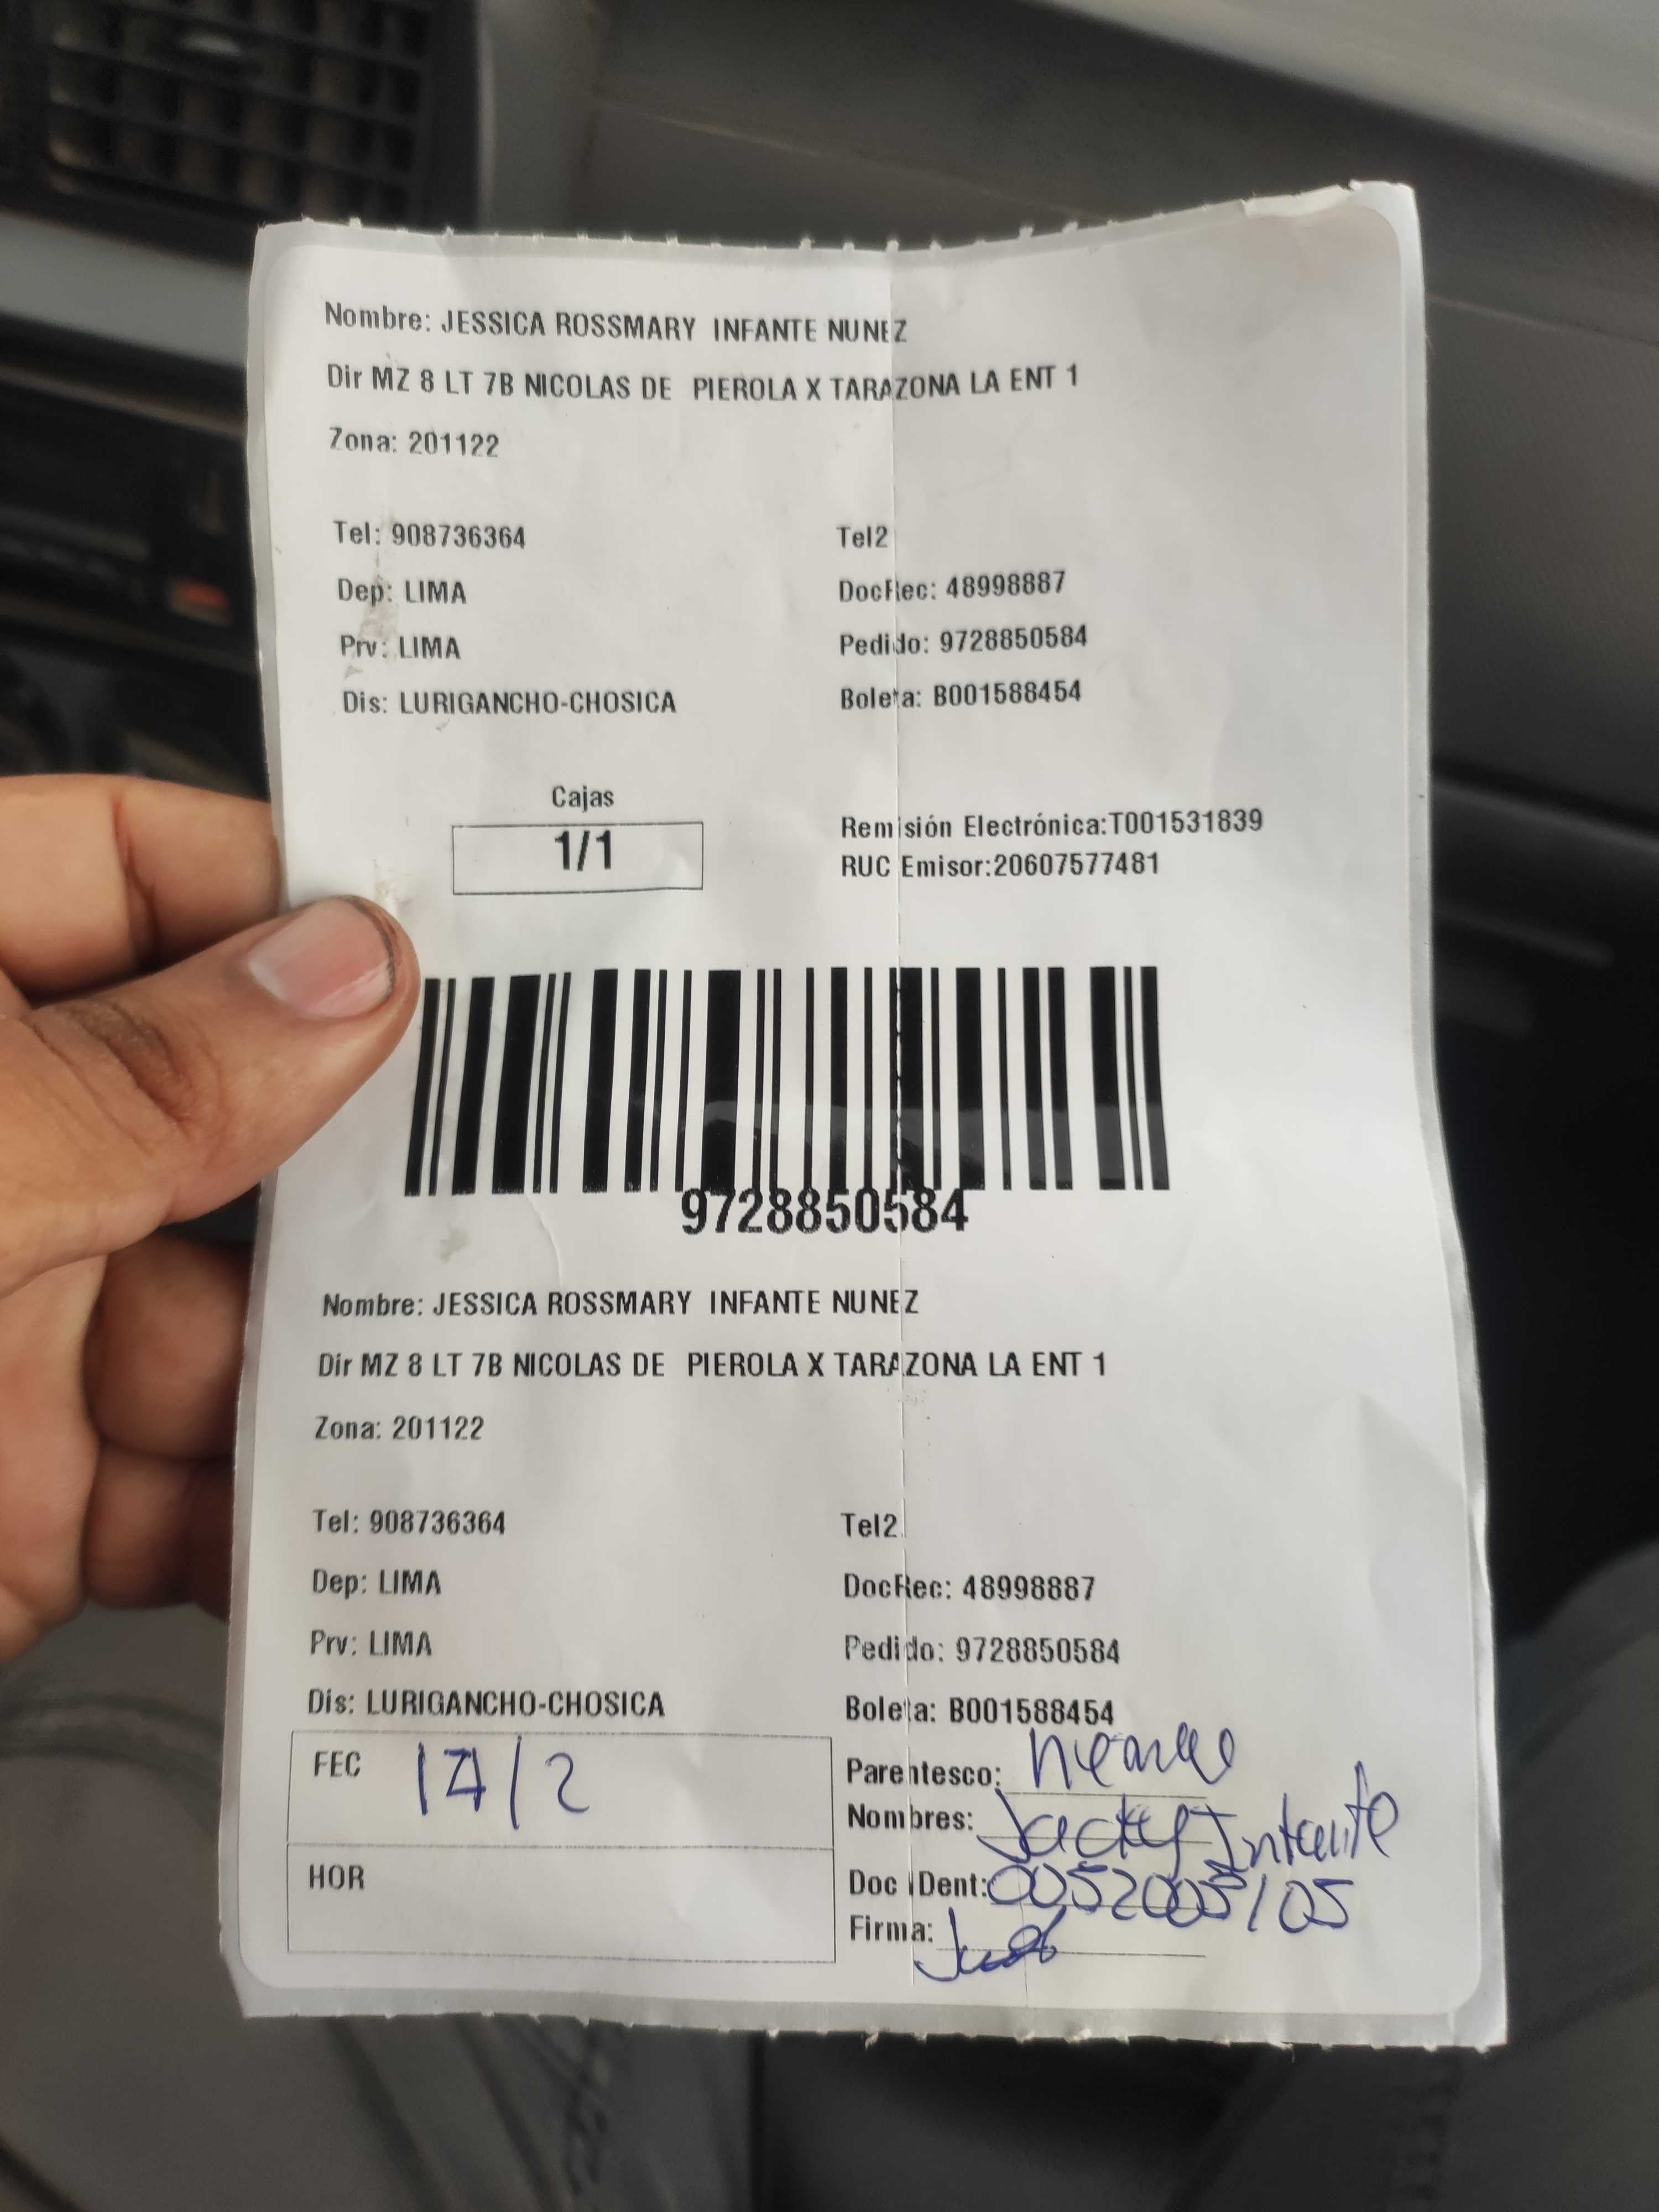 Nombre: JESSICA ROSSMARY INFANTE NUNEZ
Dir MZ 8 LT 7B NICOLAS DE PIEROLA X TARAZONA LA ENT 1
Zona: 201122
Tel: 908736364 Tel2
Dep: LIMA DocRec: 48998887
Prv: LIMA Pedido: 9728850584
Dis: LURIGANCHO-CHOSICA Boleta: B001588454
Cajas
1/1
Remisión Electrónica:T001531839
RUC Emisor:20607577481
9728850584
Nombre: JESSICA ROSSMARY INFANTE NUNEZ
Dir MZ 8 LT 7B NICOLAS DE PIEROLA X TARAZONA LA ENT 1
Zona: 201122
Tel: 908736364 Tel2
Dep: LIMA DocRec: 48998887
Prv: LIMA Pedido: 9728850584
Dis: LURIGANCHO-CHOSICA Boleta: B001588454
FEC 17/2
HOR
Parentesco:
Nombres: Jacky Infante
Doc IDent:
Firma: